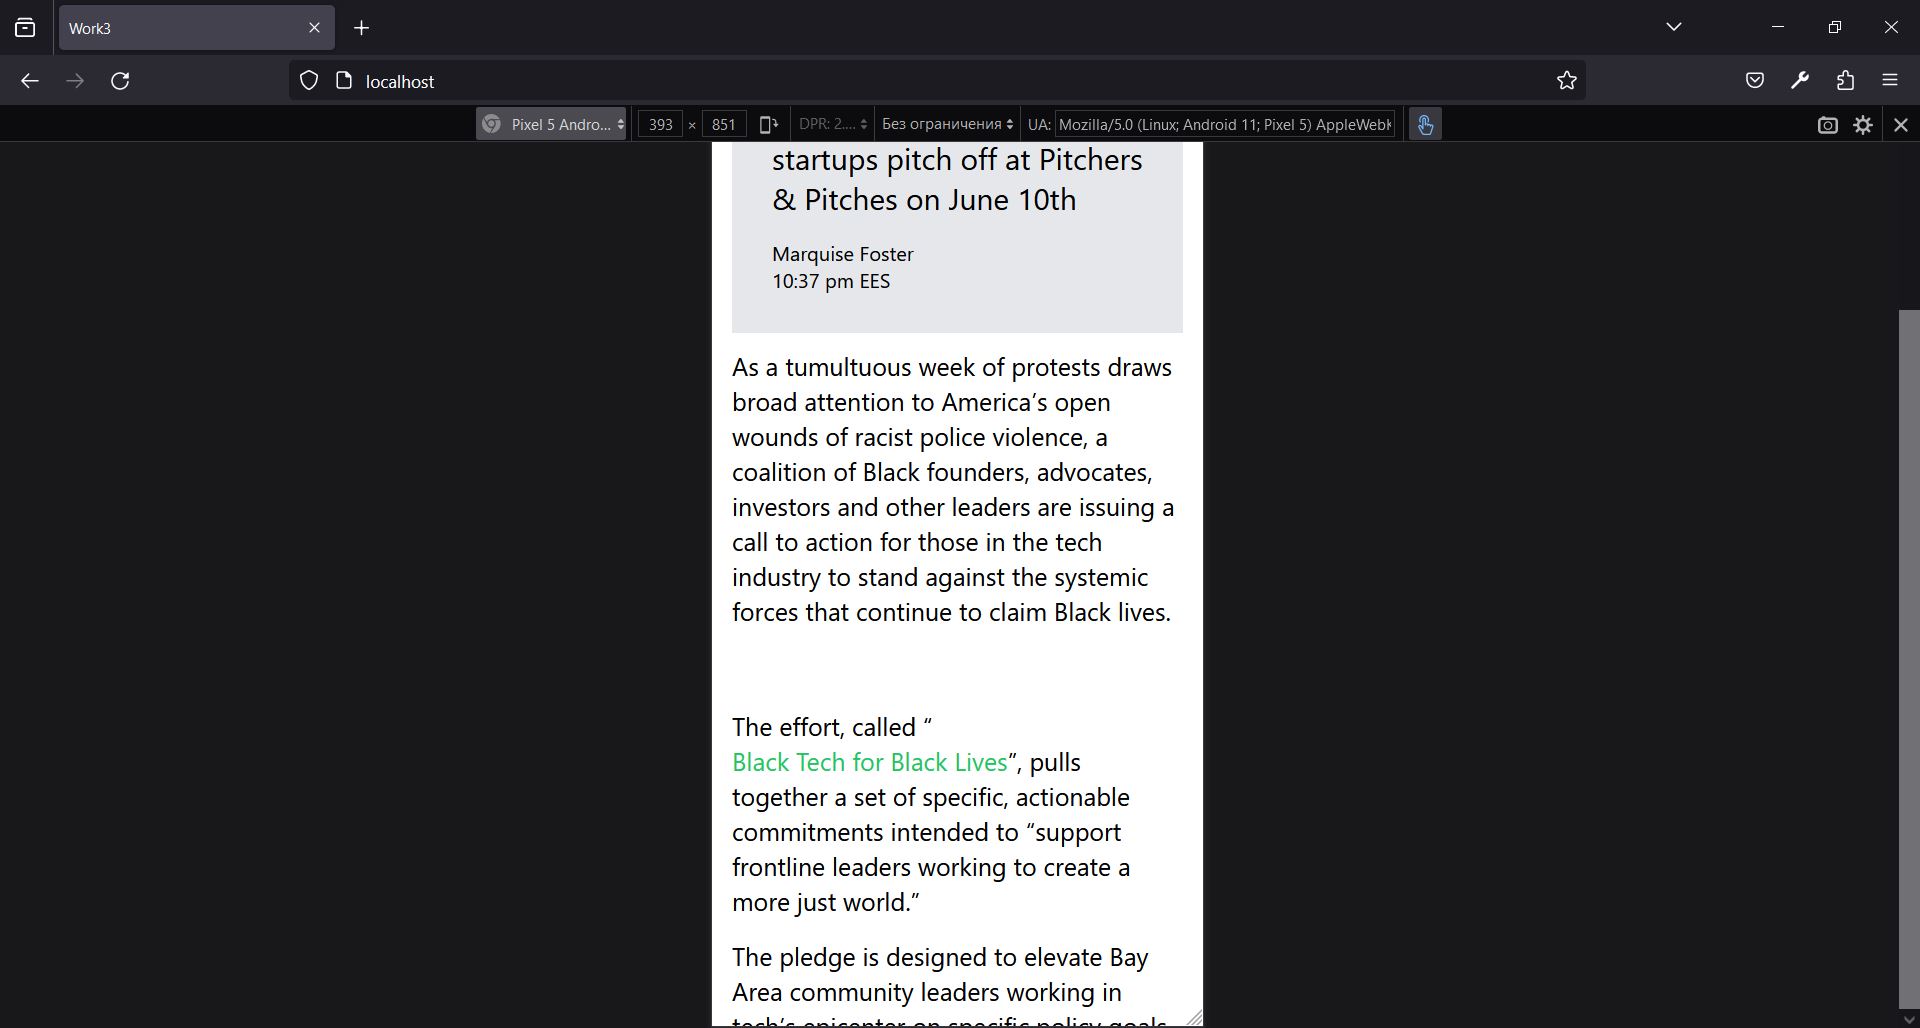 Work3
localhost
Pixel 5 Andro... 393 × 851 DPR: 2.... Без ограничения UA: Mozilla/5.0 (Linux; Android 11; Pixel 5) AppleWebK
startups pitch off at Pitchers
& Pitches on June 10th
Marquise Foster
10:37 pm EES
As a tumultuous week of protests draws
broad attention to America’s open
wounds of racist police violence, a
coalition of Black founders, advocates,
investors and other leaders are issuing a
call to action for those in the tech
industry to stand against the systemic
forces that continue to claim Black lives.
The effort, called “
Black Tech for Black Lives”, pulls
together a set of specific, actionable
commitments intended to “support
frontline leaders working to create a
more just world.”
The pledge is designed to elevate Bay
Area community leaders working in
tech’s epicenter on specific policy goals